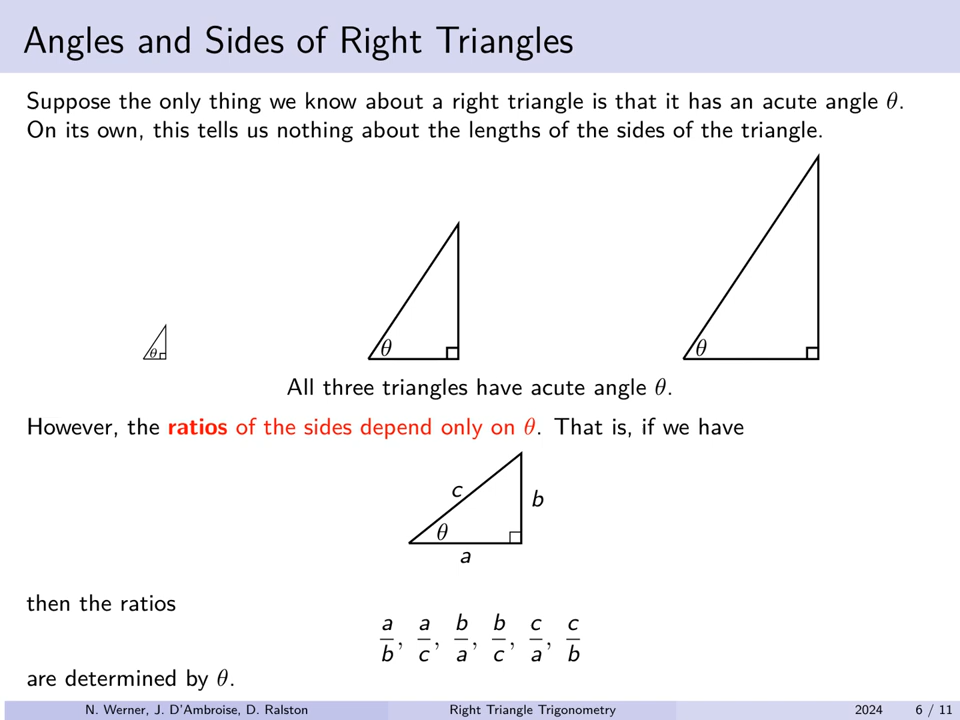 Angles and Sides of Right Triangles
Suppose the only thing we know about a right triangle is that it has an acute angle θ.
On its own, this tells us nothing about the lengths of the sides of the triangle.
θ
θ
θ
All three triangles have acute angle θ.
However, the ratios of the sides depend only on θ. That is, if we have
c
b
θ
a
then the ratios
a/b, a/c, b/a, b/c, c/a, c/b
are determined by θ.
N. Werner, J. D'Ambroise, D. Ralston
Right Triangle Trigonometry
2024
6 / 11